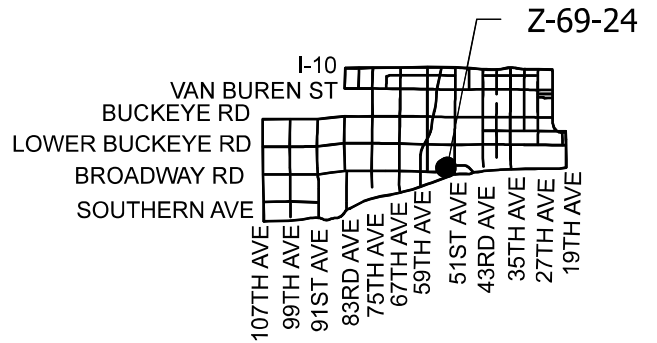 Z-69-24
I-10
VAN BUREN ST
BUCKEYE RD
LOWER BUCKEYE RD
BROADWAY RD
SOUTHERN AVE
107TH AVE
99TH AVE
91ST AVE
83RD AVE
75TH AVE
67TH AVE
59TH AVE
51ST AVE
43RD AVE
35TH AVE
27TH AVE
19TH AVE